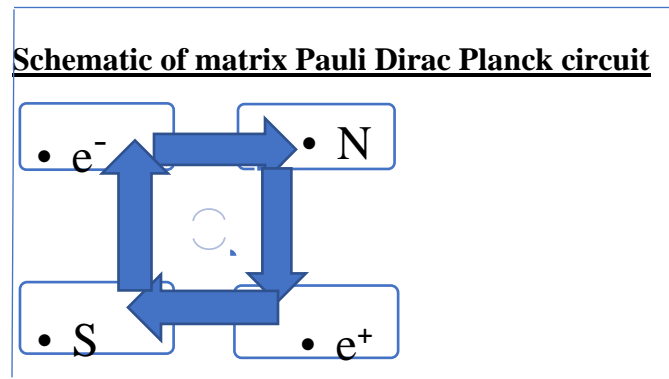 Schematic of matrix Pauli Dirac Planck circuit
• e⁻
• N
• S
• e⁺